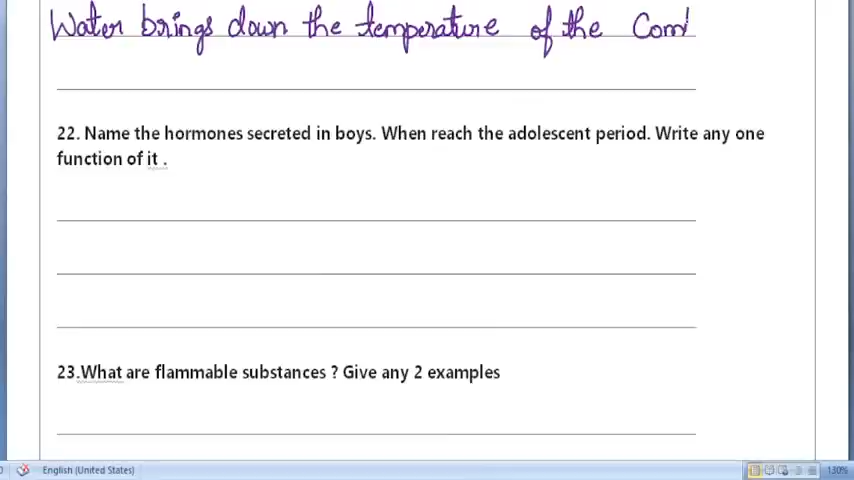 Water brings down the temperature of the Com
22. Name the hormones secreted in boys. When reach the adolescent period. Write any one
function of it .
23.What are flammable substances ? Give any 2 examples
English (United States)
130%